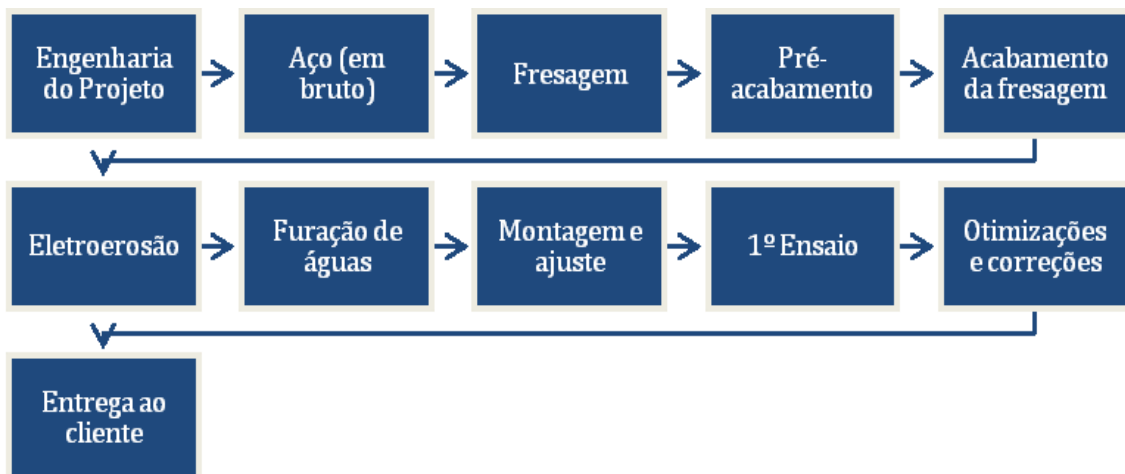 Engenharia
do Projeto
Aço (em
bruto)
Fresagem
Pré-
acabamento
Acabamento
da fresagem
Eletroerosão
Furação de
águas
Montagem e
ajuste
1º Ensaio
Otimizações
e correções
Entrega ao
cliente